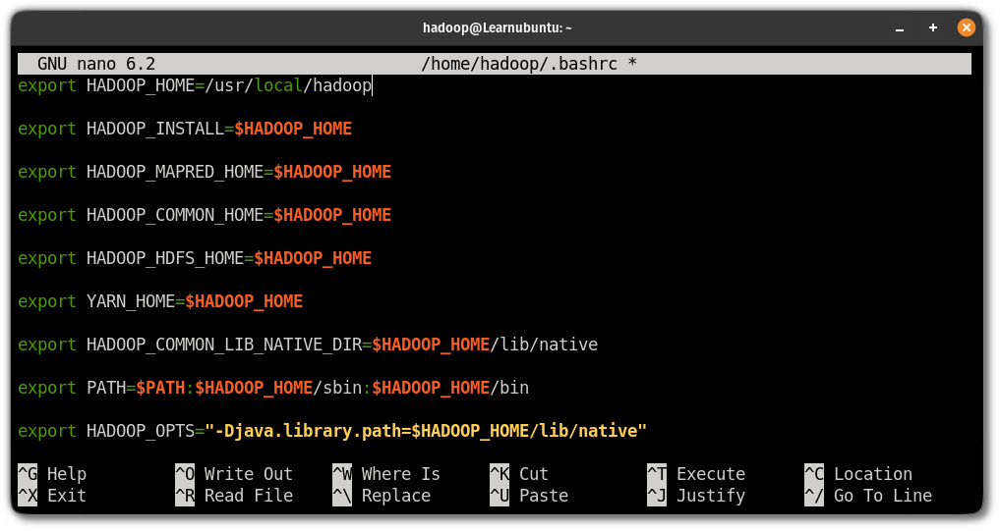 hadoop@Learnubuntu: ~
GNU nano 6.2 /home/hadoop/.bashrc *
export HADOOP_HOME=/usr/local/hadoop
export HADOOP_INSTALL=$HADOOP_HOME
export HADOOP_MAPRED_HOME=$HADOOP_HOME
export HADOOP_COMMON_HOME=$HADOOP_HOME
export HADOOP_HDFS_HOME=$HADOOP_HOME
export YARN_HOME=$HADOOP_HOME
export HADOOP_COMMON_LIB_NATIVE_DIR=$HADOOP_HOME/lib/native
export PATH=$PATH:$HADOOP_HOME/sbin:$HADOOP_HOME/bin
export HADOOP_OPTS="-Djava.library.path=$HADOOP_HOME/lib/native"
^G Help ^O Write Out ^W Where Is ^K Cut ^T Execute ^C Location
^X Exit ^R Read File ^\ Replace ^U Paste ^J Justify ^/ Go To Line